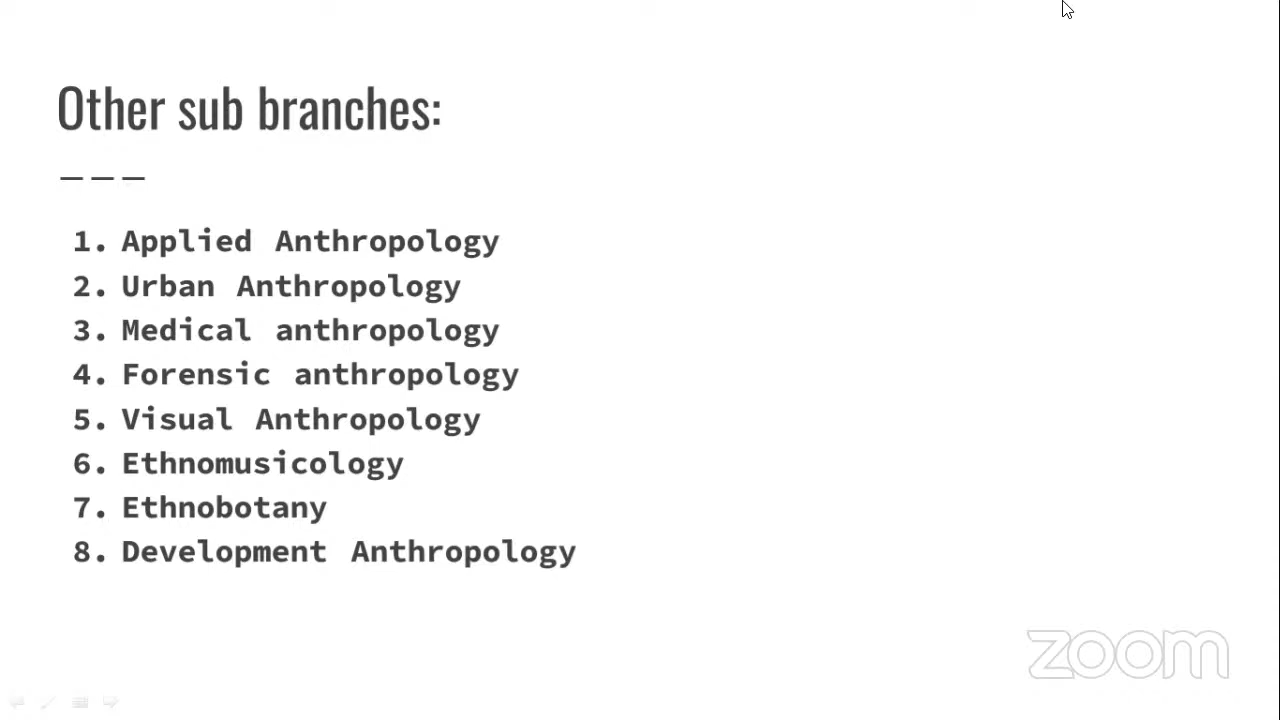 Other sub branches:
———
1. Applied Anthropology
2. Urban Anthropology
3. Medical anthropology
4. Forensic anthropology
5. Visual Anthropology
6. Ethnomusicology
7. Ethnobotany
8. Development Anthropology
zoom